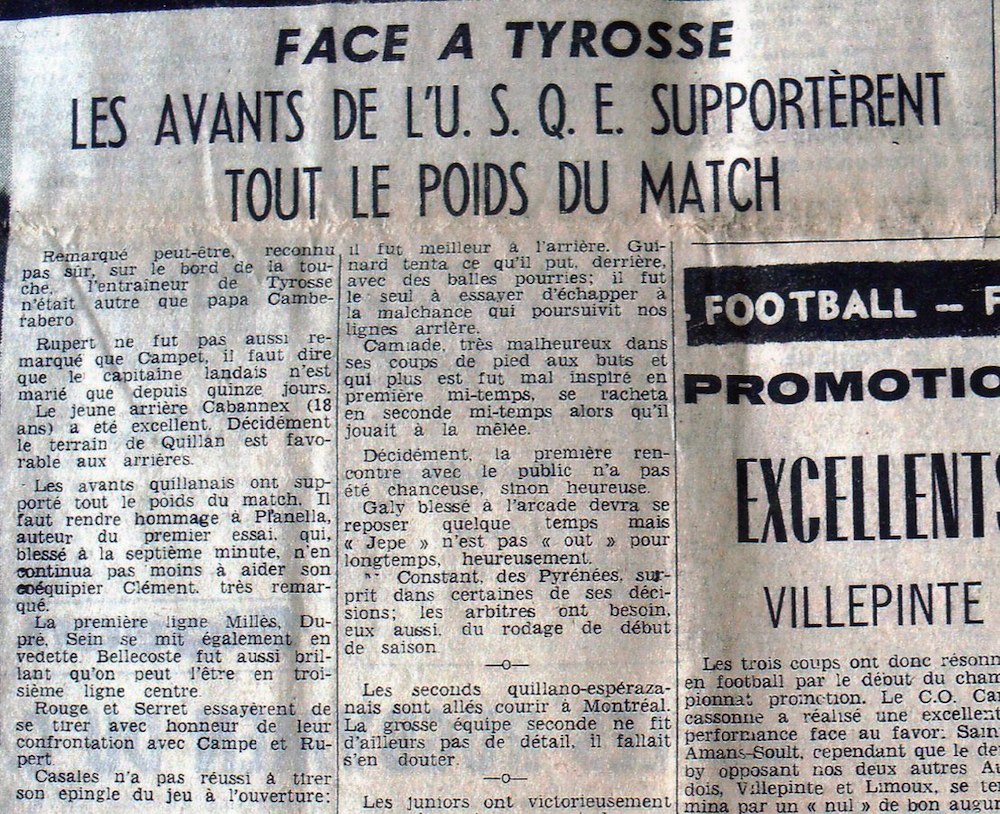 FACE A TYROSSE
LES AVANTS DE L'U. S. Q. E. SUPPORTÈRENT
TOUT LE POIDS DU MATCH
Remarqué peut-être, reconnu
pas sûr, sur le bord de la tou-
che, l'entraîneur de Tyrosse
n'était autre que papa Cambe-
rabero
Rupert ne fut pas aussi re-
marqué que Campet, il faut dire
que le capitaine landais n'est
marié que depuis quinze jours.
Le jeune arrière Cabannex (18
ans) a été excellent. Décidément
le terrain de Quillan est favo-
rable aux arrières.
Les avants quillanais ont sup-
porté tout le poids du match. Il
faut rendre hommage à Planella,
auteur du premier essai, qui,
blessé à la septième minute, n'en
continua pas moins à aider son
coéquipier Clément, très remar-
qué.
La première ligne Millès, Du-
pré, Sein se mit également en
vedette. Bellecoste fut aussi bril-
lant qu'on peut l'être en troi-
sième ligne centre.
Rouge et Serret essayèrent de
se tirer avec honneur de leur
confrontation avec Campe et Ru-
pert
Casales n'a pas réussi à tirer
son épingle du jeu à l'ouverture:
il fut meilleur à l'arrière. Gui-
nard tenta ce qu'il put, derrière,
avec des balles pourries; il fut
le seul à essayer d'échapper à
la malchance qui poursuivit nos
lignes arrière.
Camiade, très malheureux dans
ses coups de pied aux buts et
qui plus est fut mal inspiré en
première mi-temps, se racheta
en seconde mi-temps alors qu'il
jouait à la mêlée.
Décidément, la première ren-
contre avec le public n'a pas
été chanceuse, sinon heureuse.
Galy blessé à l'arcade devra se
reposer quelque temps mais
« Jepe » n'est pas « out » pour
longtemps, heureusement.
Constant, des Pyrénées, sur-
prit dans certaines de ses déci-
sions; les arbitres ont besoin,
eux aussi, du rodage de début
de saison
—o—
Les seconds quillano-espéraza-
nais sont allés courir à Montréal.
La grosse équipe seconde ne fit
d'ailleurs pas de détail, il fallait
s'en douter.
—o—
Les juniors ont victorieusement
FOOTBALL — F
PROMOTIO
EXCELLENTS
VILLEPINTE
Les trois coups ont donc résonn
en football par le début du cham
pionnat promotion. Le C.O. Car
cassonne a réalisé une excellent
performance face au favori Sain
Amans-Soult, cependant que le der
by opposant nos deux autres Au
dois, Villepinte et Limoux, se ter
mina par un « nul » de bon augur